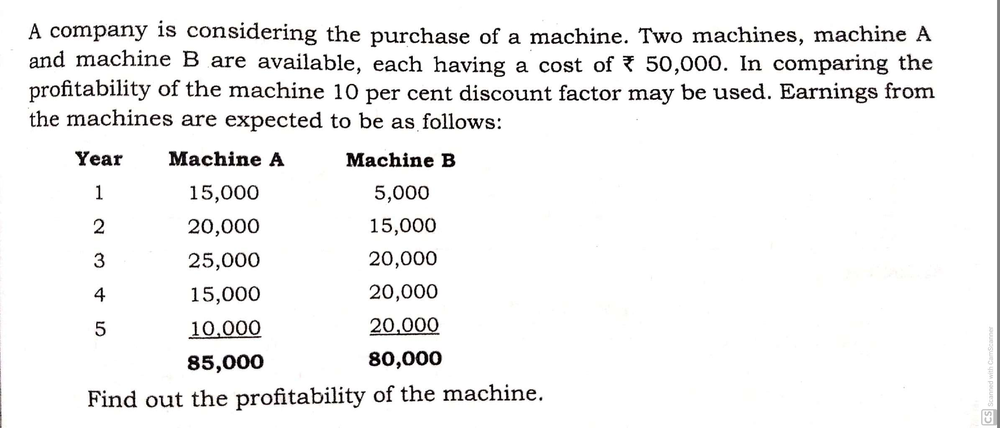 A company is considering the purchase of a machine. Two machines, machine A
and machine B are available, each having a cost of ₹ 50,000. In comparing the
profitability of the machine 10 per cent discount factor may be used. Earnings from
the machines are expected to be as follows:
Year Machine A Machine B
1 15,000 5,000
2 20,000 15,000
3 25,000 20,000
4 15,000 20,000
5 10,000 20,000
85,000 80,000
Find out the profitability of the machine.
CS Scanned with CamScanner